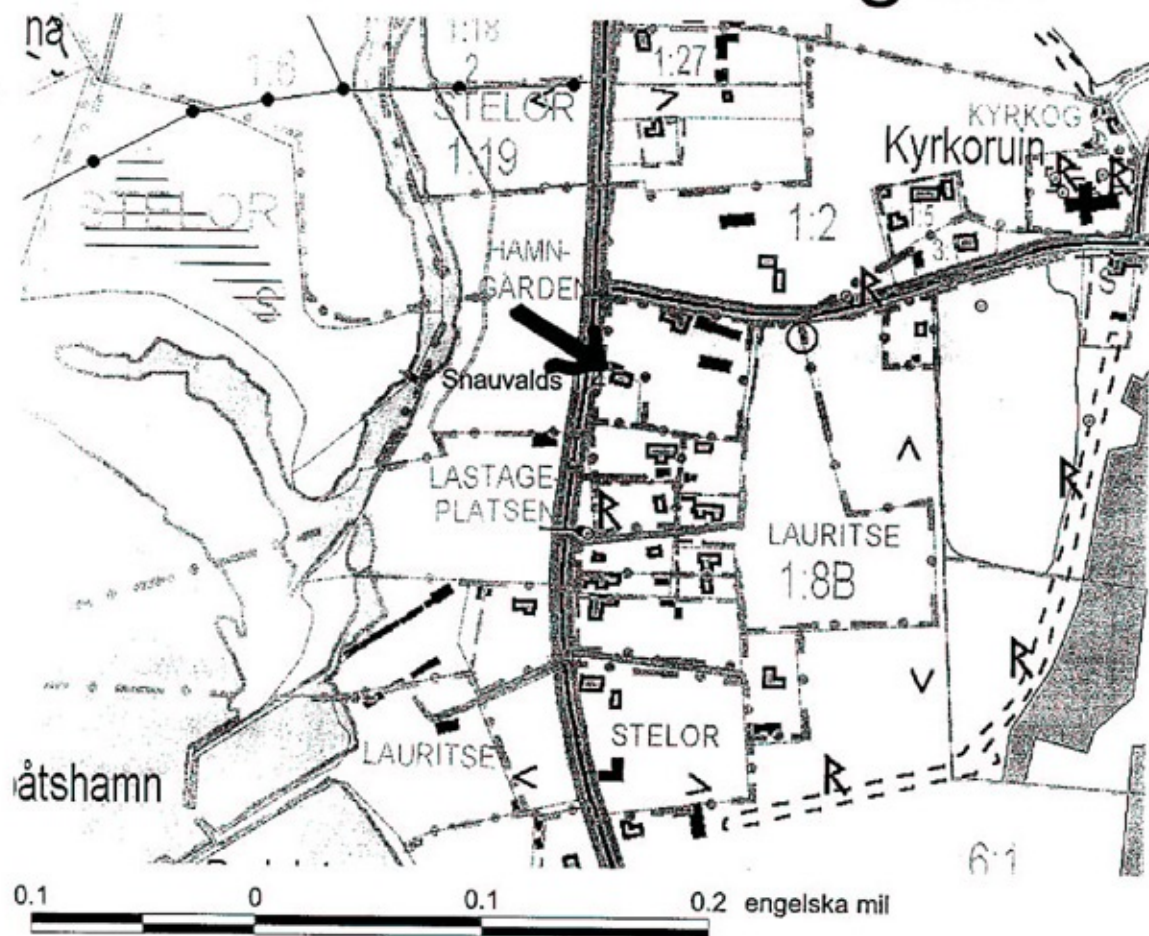 1:18
2
1:6
1:27
STELOR
1:19
KYRKOG
Kyrkoruin
R
R
STELOR
1:2
1:5
3
HAMN-
GÅRDEN
R
S
S
Snauvalds
R
LASTAGE-
PLATSEN
R
LAURITSE
1:8B
R
STELOR
LAURITSE
R
båtshamn
6:1
0.1 0 0.1 0.2 engelska mil